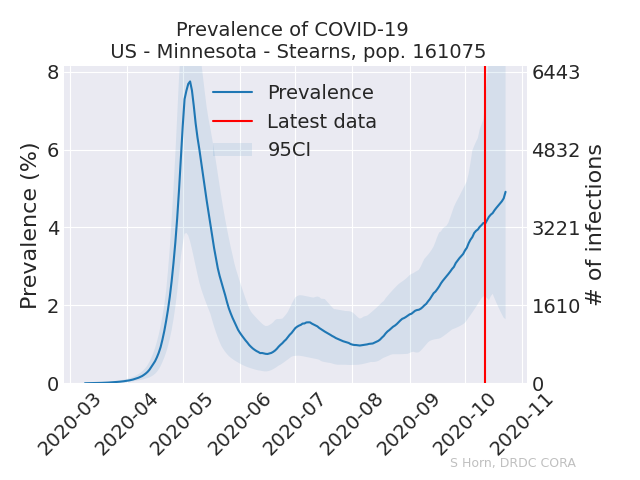 Prevalence of COVID-19
US - Minnesota - Stearns, pop. 161075
Prevalence (%)
8
6
4
2
0
Prevalence
Latest data
95CI
6443
4832
3221
1610
0
# of infections
2020-03
2020-04
2020-05
2020-06
2020-07
2020-08
2020-09
2020-10
2020-11
S Horn, DRDC CORA